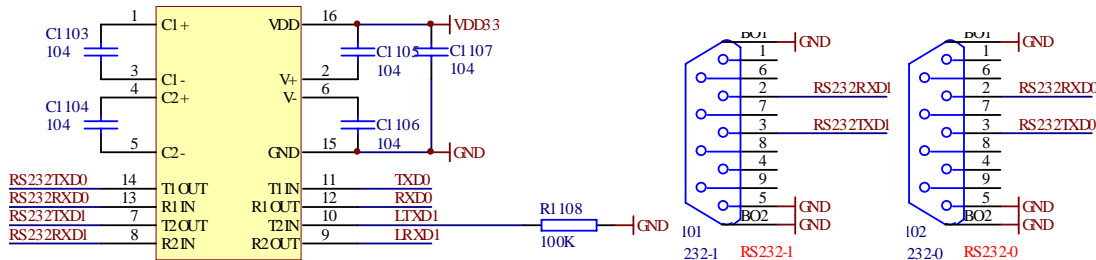 1 C1+ VDD 16 VDD33
C1103 104
C1105 104
C1107 104
3 C1- V+ 2
4 C2+ V- 6
C1104 104
C1106 104
5 C2- GND 15 GND
RS232TXD0 14 T1OUT T1IN 11 TXD0
RS232RXD0 13 R1IN R1OUT 12 RXD0
RS232TXD1 7 T2OUT T2IN 10 LTXD1
RS232RXD1 8 R2IN R2OUT 9 LRXD1
R1108
100K
GND
BO1 GND
1
6
2 RS232RXD1
7
3 RS232TXD1
8
4
9
5 GND
BO2 GND
101
232-1 RS232-1
BO1 GND
1
6
2 RS232RXD0
7
3 RS232TXD0
8
4
9
5 GND
BO2 GND
102
232-0 RS232-0